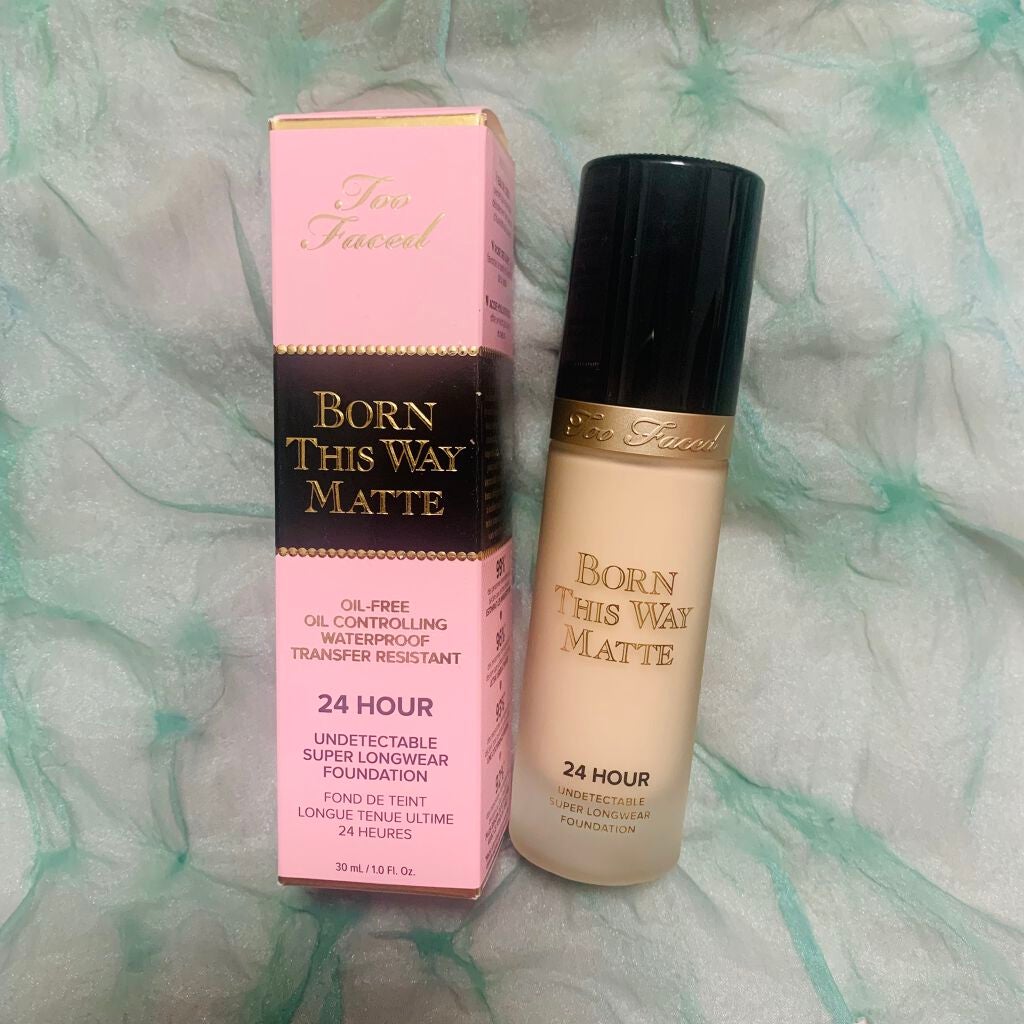 Too
Faced
BORN
THIS WAY
MATTE
OIL-FREE
OIL CONTROLLING
WATERPROOF
TRANSFER RESISTANT
24 HOUR
UNDETECTABLE
SUPER LONGWEAR
FOUNDATION
FOND DE TEINT
LONGUE TENUE ULTIME
24 HEURES
30 mL / 1.0 Fl. Oz.
Too Faced
BORN
THIS WAY
MATTE
24 HOUR
UNDETECTABLE
SUPER LONGWEAR
FOUNDATION